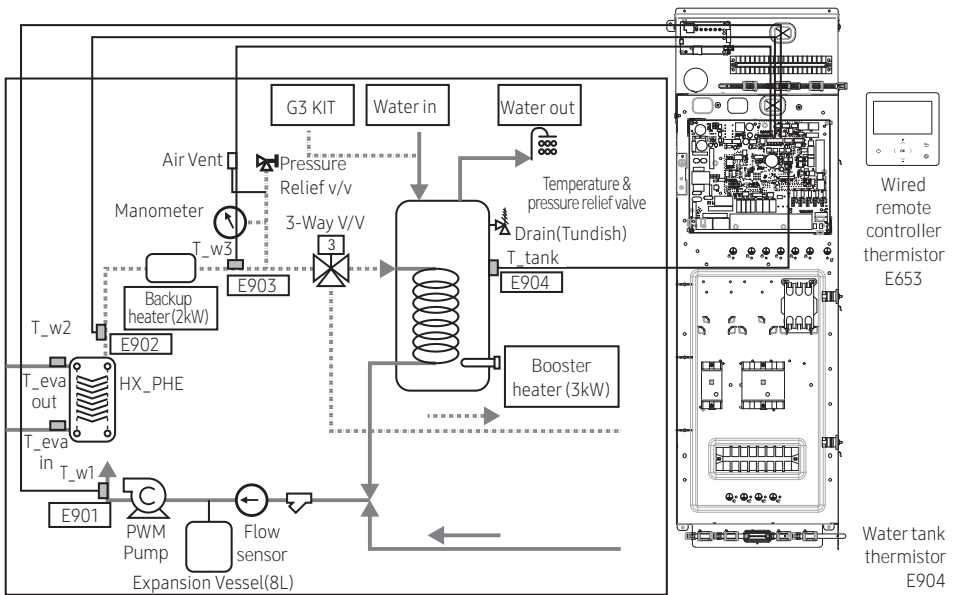 G3 KIT
Water in
Water out
Air Vent
Pressure
Relief v/v
Temperature &
pressure relief valve
Manometer
3-Way V/V
3
Drain(Tundish)
T_w3
T_tank
E903
E904
Backup
heater(2kW)
T_w2
E902
Booster
heater (3kW)
T_eva
out
HX_PHE
T_eva
in
T_w1
C
E901
PWM
Pump
Flow
sensor
Expansion Vessel(8L)
OK
Wired
remote
controller
thermistor
E653
Water tank
thermistor
E904